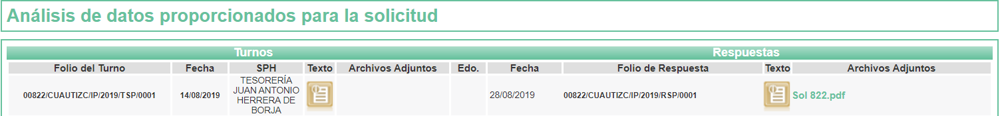 Análisis de datos proporcionados para la solicitud
Turnos Respuestas
Folio del Turno Fecha SPH Texto Archivos Adjuntos Edo. Fecha Folio de Respuesta Texto Archivos Adjuntos
00822/CUAUTIZC/IP/2019/TSP/0001 14/08/2019 TESORERÍA
JUAN ANTONIO
HERRERA DE
BORJA
28/08/2019 00822/CUAUTIZC/IP/2019/RSP/0001 Sol 822.pdf